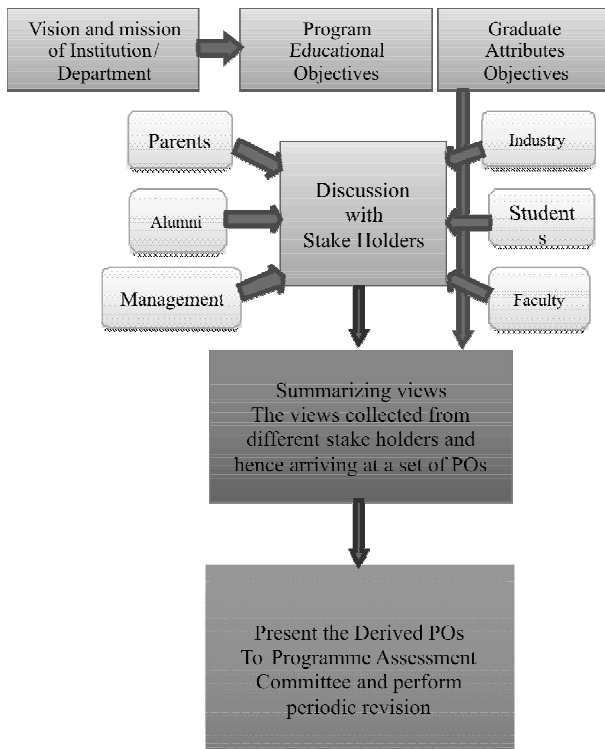 Vision and mission
of Institution/
Department
Program
Educational
Objectives
Graduate
Attributes
Objectives
Parents
Alumni
Management
Discussion
with
Stake Holders
Industry
Student
s
Faculty
Summarizing views
The views collected from
different stake holders and
hence arriving at a set of POs
Present the Derived POs
To Programme Assessment
Committee and perform
periodic revision